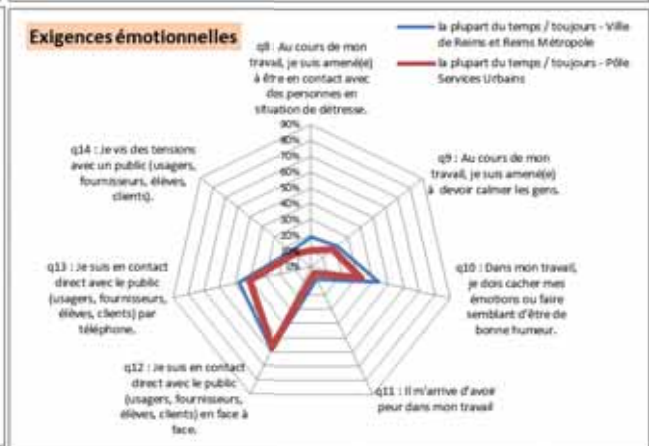 Exigences émotionnelles
la plupart du temps / toujours - Ville
de Reims et Reims Métropole
la plupart du temps / toujours - Pôle
Services Urbains
q8 : Au cours de mon
travail, je suis amené(e)
à être en contact avec
des personnes en
situation de détresse.
90%
80%
70%
60%
50%
40%
30%
20%
10%
0%
q9 : Au cours de mon
travail, je suis amené(e)
à devoir calmer les gens.
q10 : Dans mon travail,
je dois cacher mes
émotions ou faire
semblant d'être de
bonne humeur.
q11 : Il m'arrive d'avoir
peur dans mon travail
q12 : Je suis en contact
direct avec le public
(usagers, fournisseurs,
élèves, clients) en face à
face.
q13 : Je suis en contact
direct avec le public
(usagers, fournisseurs,
élèves, clients) par
téléphone.
q14 : Je vis des tensions
avec un public (usagers,
fournisseurs, élèves,
clients).